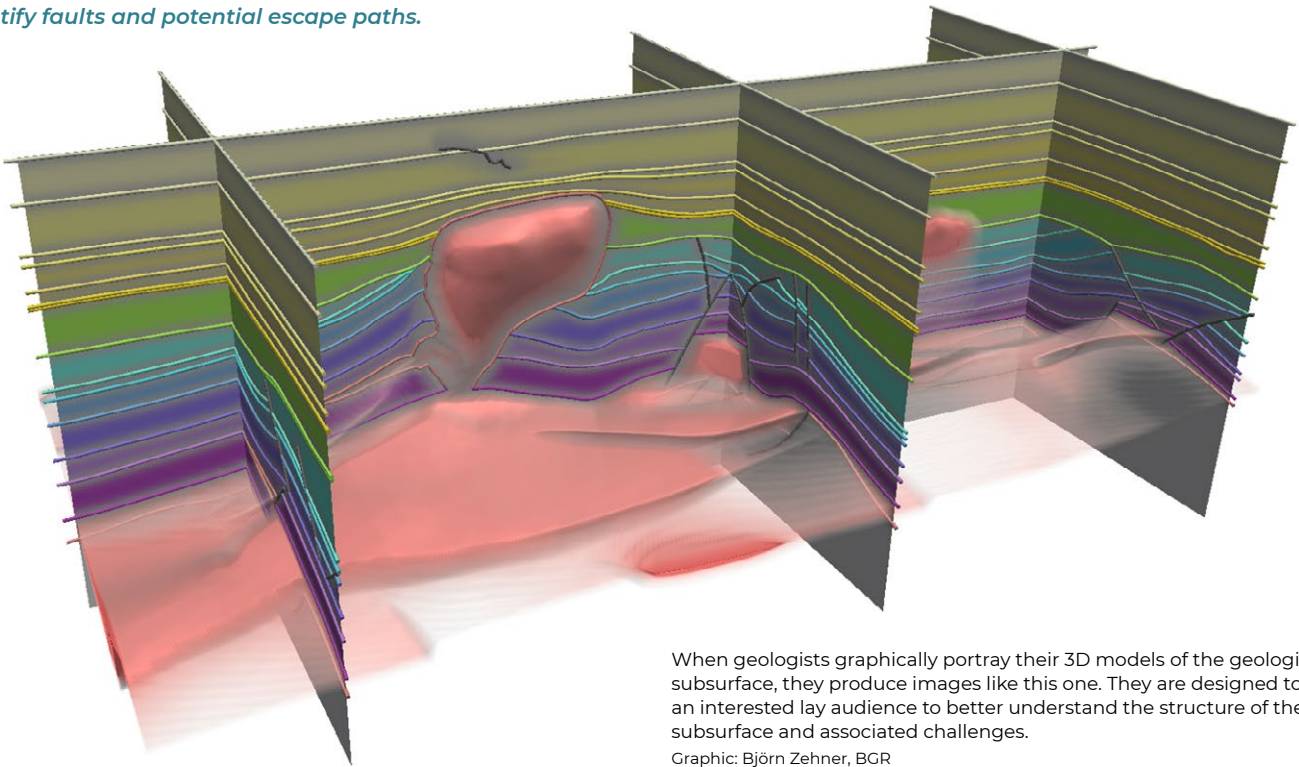 tify faults and potential escape paths.
When geologists graphically portray their 3D models of the geologi
subsurface, they produce images like this one. They are designed to
an interested lay audience to better understand the structure of the
subsurface and associated challenges.
Graphic: Björn Zehner, BGR